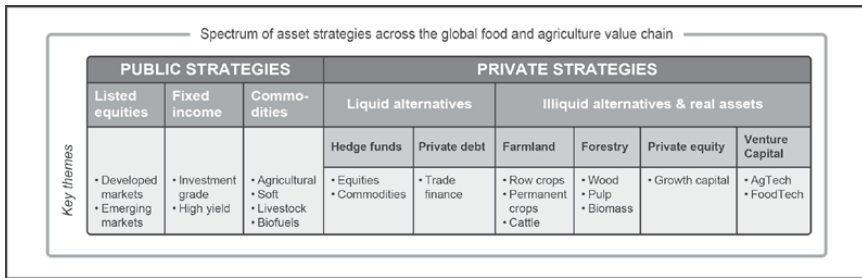 Spectrum of asset strategies across the global food and agriculture value chain
PUBLIC STRATEGIES
PRIVATE STRATEGIES
Listed
equities
Fixed
income
Commo-
dities
Liquid alternatives
Illiquid alternatives & real assets
Hedge funds
Private debt
Farmland
Forestry
Private equity
Venture
Capital
Key themes
• Developed
markets
• Emerging
markets
• Investment
grade
• High yield
• Agricultural
• Soft
• Livestock
• Biofuels
• Equities
• Commodities
• Trade
finance
• Row crops
• Permanent
crops
• Cattle
• Wood
• Pulp
• Biomass
• Growth capital
• AgTech
• FoodTech